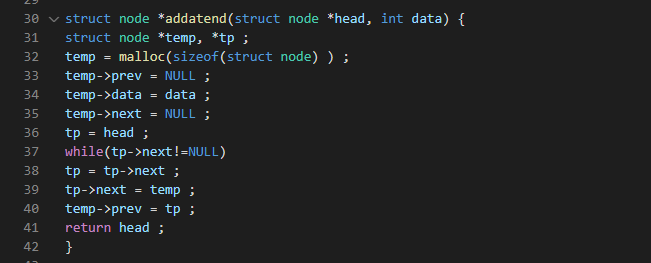 30 struct node *addatend(struct node *head, int data) {
31 struct node *temp, *tp ;
32 temp = malloc(sizeof(struct node) ) ;
33 temp->prev = NULL ;
34 temp->data = data ;
35 temp->next = NULL ;
36 tp = head ;
37 while(tp->next!=NULL)
38 tp = tp->next ;
39 tp->next = temp ;
40 temp->prev = tp ;
41 return head ;
42 }